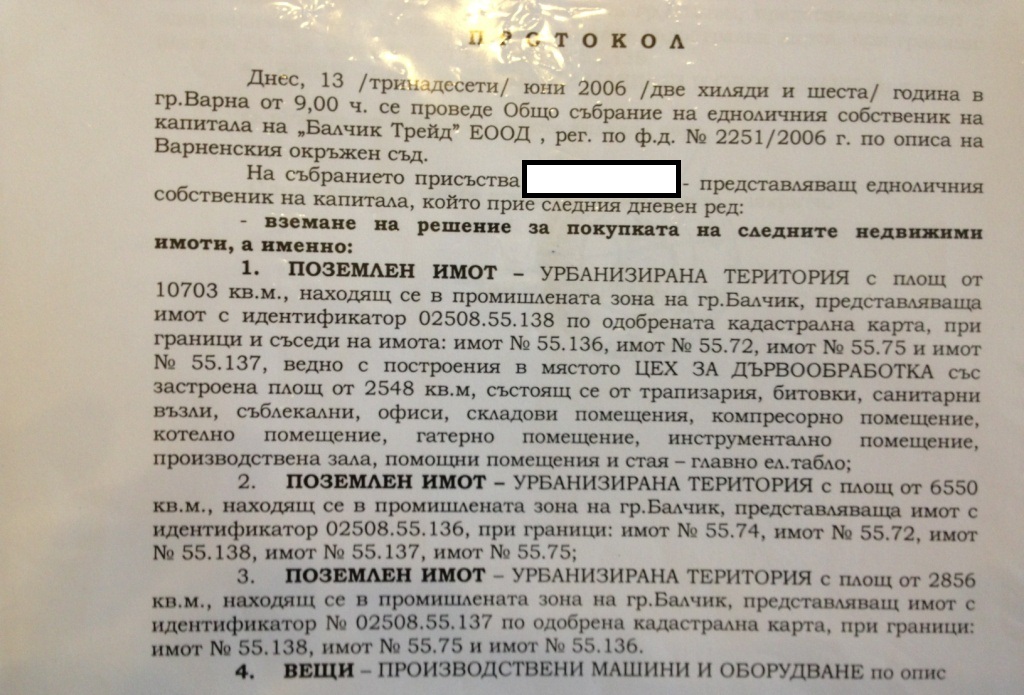 ПРОТОКОЛ
Днес, 13 /тринадесети/ юни 2006 /две хиляди и шеста/ година в
гр.Варна от 9,00 ч. се проведе Общо събрание на едноличния собственик на
капитала на „Балчик Трейд" ЕООД , рег. по ф.д. № 2251/2006 г. по описа на
Варненския окръжен съд.
На събранието присъства - представляващ едноличния
собственик на капитала, който прие следния дневен ред:
- вземане на решение за покупката на следните недвижими
имоти, а именно:
1. ПОЗЕМЛЕН ИМОТ – УРБАНИЗИРАНА ТЕРИТОРИЯ с площ от
10703 кв.м., находящ се в промишлената зона на гр.Балчик, представляваща
имот с идентификатор 02508.55.138 по одобрената кадастрална карта, при
граници и съседи на имота: имот № 55.136, имот № 55.72, имот № 55.75 и имот
№ 55.137, ведно с построения в мястото ЦЕХ ЗА ДЪРВООБРАБОТКА със
застроена площ от 2548 кв.м, състоящ се от трапизария, битовки, санитарни
възли, съблекални, офиси, складови помещения, компресорно помещение,
котелно помещение, гатерно помещение, инструментално помещение,
производствена зала, помощни помещения и стая – главно ел.табло;
2. ПОЗЕМЛЕН ИМОТ – УРБАНИЗИРАНА ТЕРИТОРИЯ с площ от 6550
кв.м., находящ се в промишлената зона на гр.Балчик, представляваща имот с
идентификатор 02508.55.136, при граници: имот № 55.74, имот № 55.72, имот
№ 55.138, имот № 55.137, имот № 55.75;
3. ПОЗЕМЛЕН ИМОТ – УРБАНИЗИРАНА ТЕРИТОРИЯ с площ от 2856
кв.м., находящ се в промишлената зона на гр.Балчик, представляващ имот с
идентификатор № 02508.55.137 по одобрена кадастрална карта, при граници:
имот № 55.138, имот № 55.75 и имот № 55.136.
4. ВЕЩИ – ПРОИЗВОДСТВЕНИ МАШИНИ И ОБОРУДВАНЕ по опис